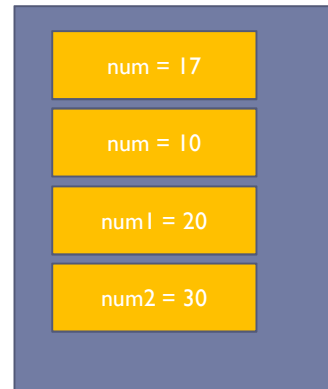 num = 17
num = 10
num1 = 20
num2 = 30